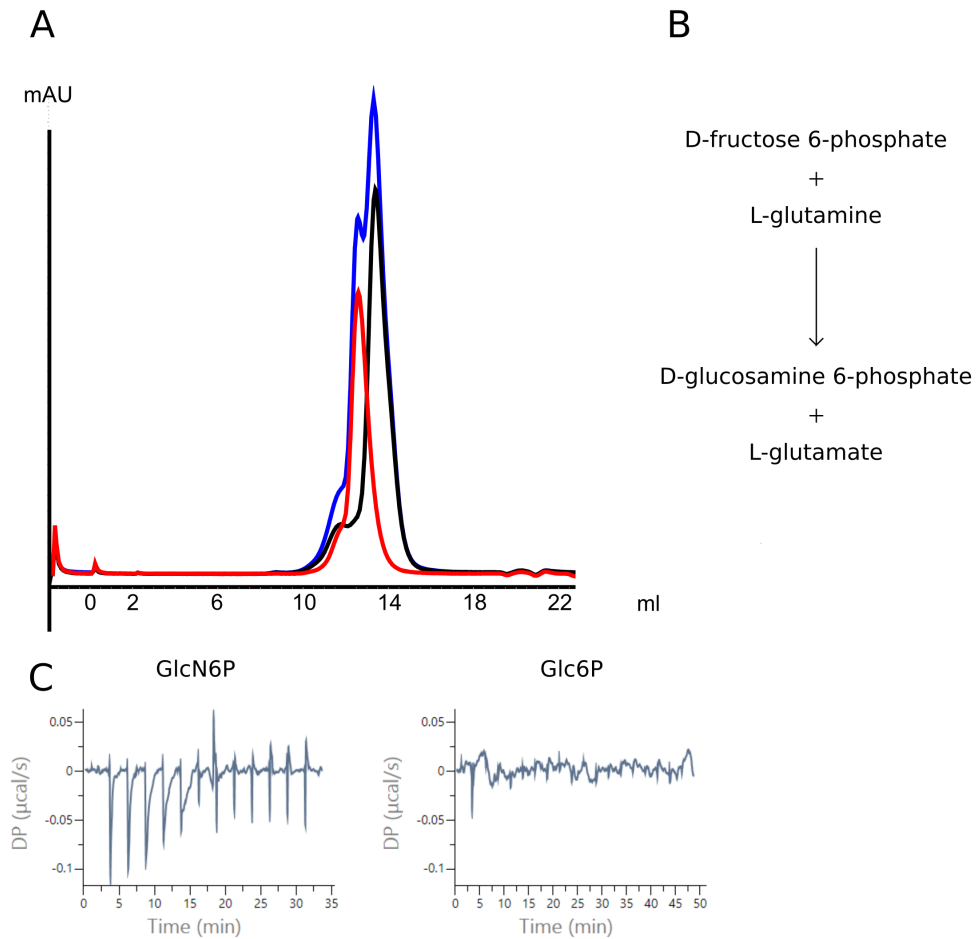 A
B
mAU
D-fructose 6-phosphate
+
L-glutamine
D-glucosamine 6-phosphate
+
L-glutamate
0 2 6 10 14 18 22 ml
C
GlcN6P
Glc6P
0.05
0
-0.05
-0.1
DP (µcal/s)
0 5 10 15 20 25 30 35
Time (min)
0.05
0
-0.05
-0.1
DP (µcal/s)
0 5 10 15 20 25 30 35 40 45 50
Time (min)